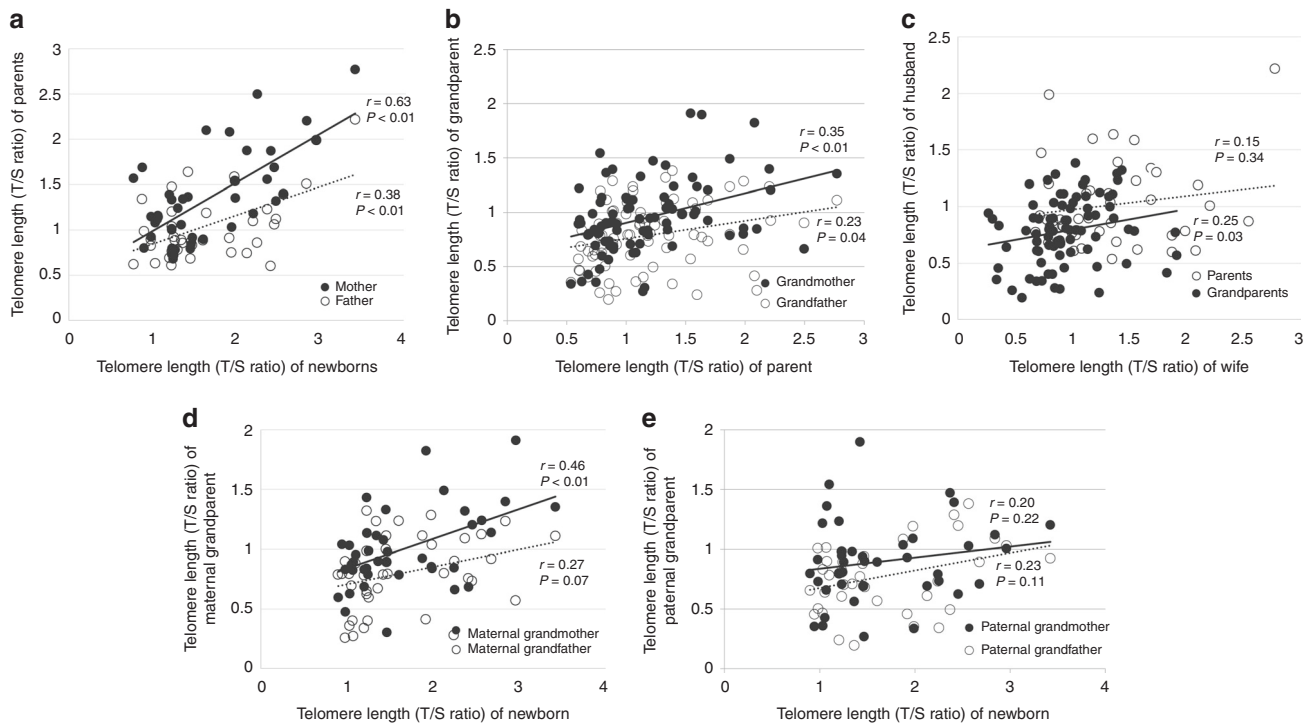 a
Telomere length (T/S ratio) of parents
3
2.5
2
1.5
1
0.5
0
0
1
2
3
4
r = 0.63
P < 0.01
r = 0.38
P < 0.01
Mother
Father
Telomere length (T/S ratio) of newborns
b
Telomere length (T/S ratio) of grandparent
2.5
2
1.5
1
0.5
0
0
0.5
1
1.5
2
2.5
3
r = 0.35
P < 0.01
r = 0.23
P = 0.04
Grandmother
Grandfather
Telomere length (T/S ratio) of parent
c
Telomere length (T/S ratio) of husband
2.5
2
1.5
1
0.5
0
0
0.5
1
1.5
2
2.5
3
r = 0.15
P = 0.34
r = 0.25
P = 0.03
Parents
Grandparents
Telomere length (T/S ratio) of wife
d
Telomere length (T/S ratio) of
maternal grandparent
2
1.5
1
0.5
0
0
1
2
3
4
r = 0.46
P < 0.01
r = 0.27
P = 0.07
Maternal grandmother
Maternal grandfather
Telomere length (T/S ratio) of newborn
e
Telomere length (T/S ratio) of
paternal grandparent
2
1.5
1
0.5
0
0
1
2
3
4
r = 0.20
P = 0.22
r = 0.23
P = 0.11
Paternal grandmother
Paternal grandfather
Telomere length (T/S ratio) of newborn